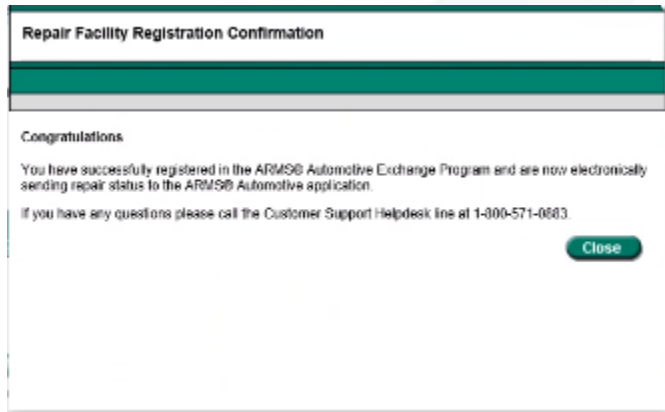 Repair Facility Registration Confirmation
Congratulations
You have successfully registered in the ARMS® Automotive Exchange Program and are now electronically
sending repair status to the ARMS® Automotive application.
If you have any questions please call the Customer Support Helpdesk line at 1-800-571-0883.
Close